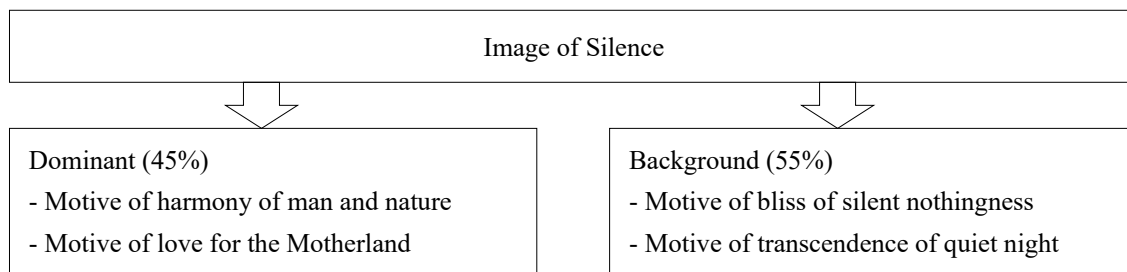 Image of Silence
Dominant (45%)
- Motive of harmony of man and nature
- Motive of love for the Motherland
Background (55%)
- Motive of bliss of silent nothingness
- Motive of transcendence of quiet night